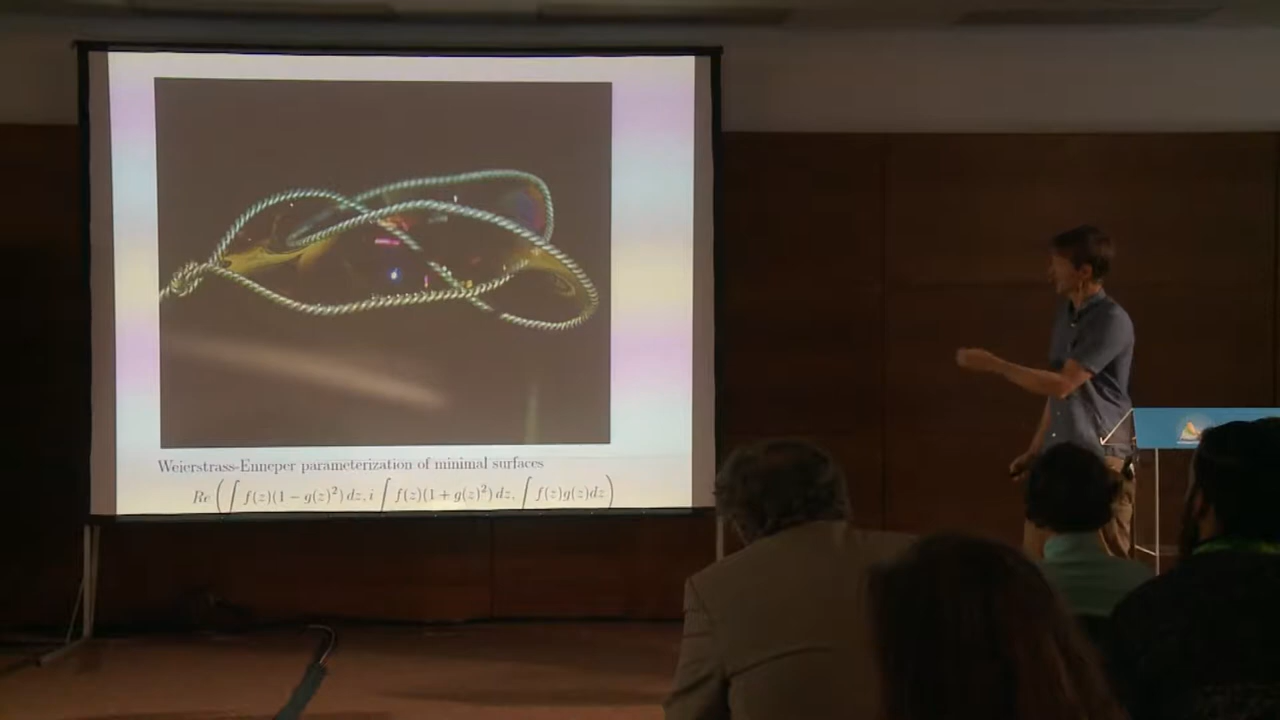 Weierstrass-Enneper parameterization of minimal surfaces
Re ( ∫ f(z)(1 − g(z)²) dz, i ∫ f(z)(1 + g(z)²) dz, ∫ f(z)g(z)dz )